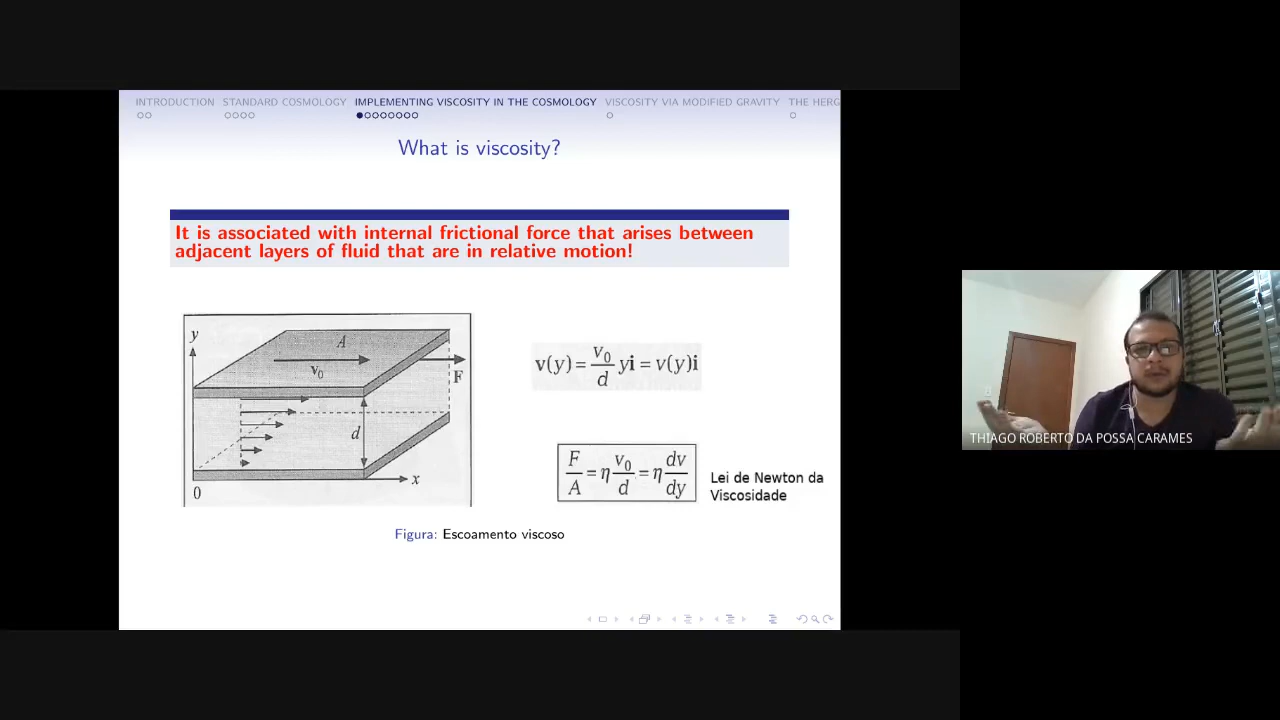 INTRODUCTION STANDARD COSMOLOGY IMPLEMENTING VISCOSITY IN THE COSMOLOGY VISCOSITY VIA MODIFIED GRAVITY THE HERG
What is viscosity?
It is associated with internal frictional force that arises between
adjacent layers of fluid that are in relative motion!
y
A
v₀
F
d
0
x
v(y) = v₀/d yi = v(y)i
F/A = η v₀/d = η dv/dy
Lei de Newton da
Viscosidade
Figura: Escoamento viscoso
THIAGO ROBERTO DA POSSA CARAMES